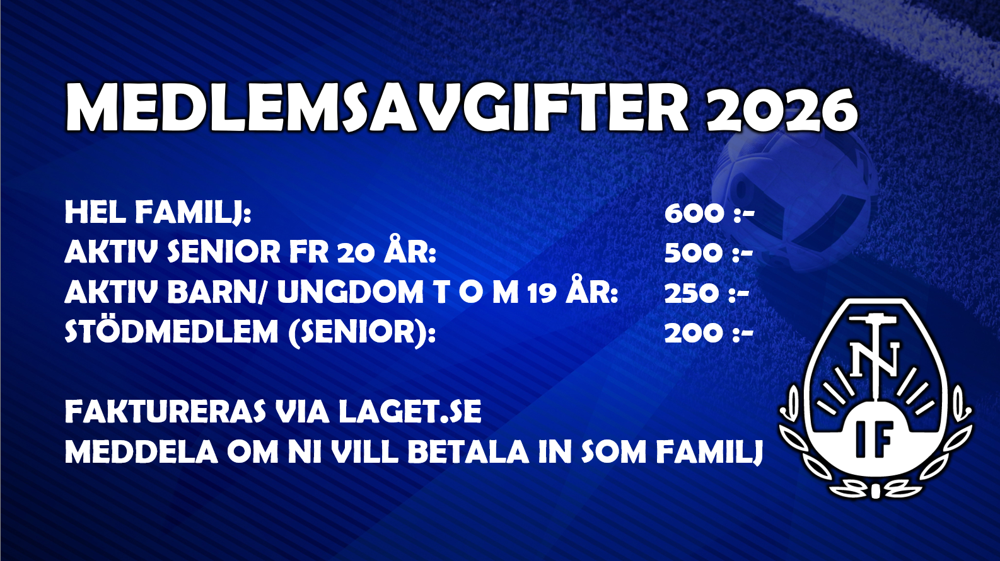 MEDLEMSAVGIFTER 2026
HEL FAMILJ: 600 :-
AKTIV SENIOR FR 20 ÅR: 500 :-
AKTIV BARN/ UNGDOM T O M 19 ÅR: 250 :-
STÖDMEDLEM (SENIOR): 200 :-
FAKTURERAS VIA LAGET.SE
MEDDELA OM NI VILL BETALA IN SOM FAMILJ
N
IF